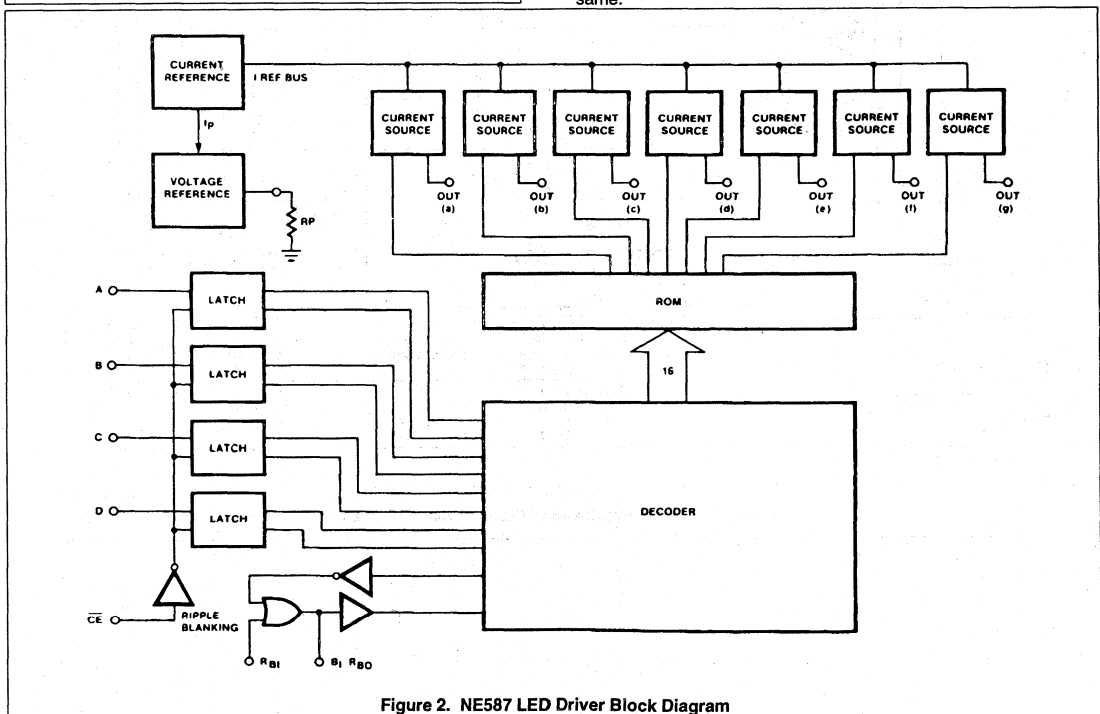 same.
CURRENT
REFERENCE
I REF BUS
IP
VOLTAGE
REFERENCE
RP
CURRENT
SOURCE
CURRENT
SOURCE
CURRENT
SOURCE
CURRENT
SOURCE
CURRENT
SOURCE
CURRENT
SOURCE
CURRENT
SOURCE
OUT
(a)
OUT
(b)
OUT
(c)
OUT
(d)
OUT
(e)
OUT
(f)
OUT
(g)
ROM
16
DECODER
A
LATCH
B
LATCH
C
LATCH
D
LATCH
CE
RIPPLE
BLANKING
RBI
BI RBO
Figure 2. NE587 LED Driver Block Diagram